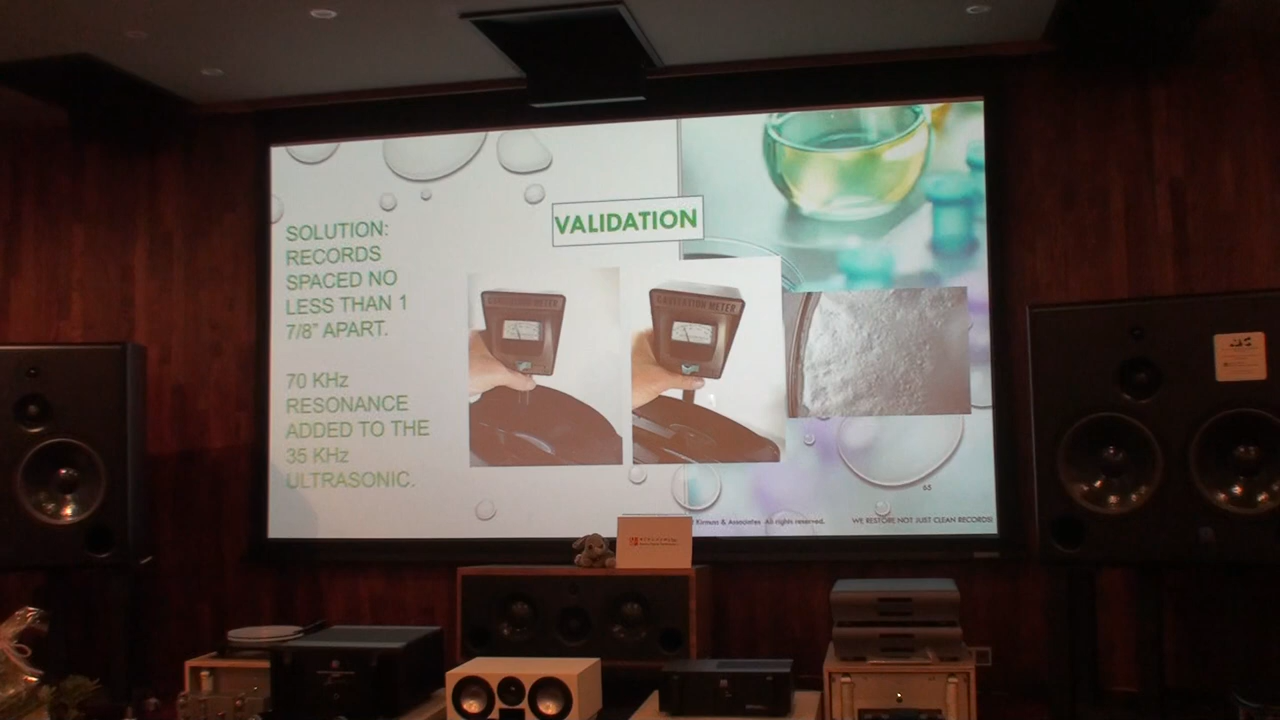 VALIDATION
SOLUTION:
RECORDS
SPACED NO
LESS THAN 1
7/8" APART.
70 KHz
RESONANCE
ADDED TO THE
35 KHz
ULTRASONIC.
CAVITATION METER
CAVITATION METER
55
Kirmuss & Associates All rights reserved.
WE RESTORE NOT JUST CLEAN RECORDS!